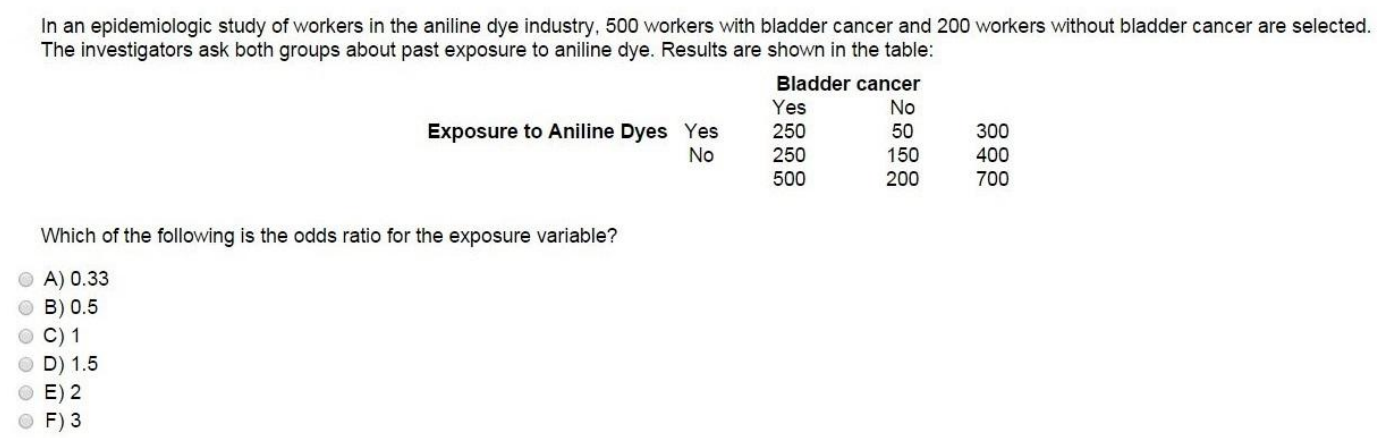 In an epidemiologic study of workers in the aniline dye industry, 500 workers with bladder cancer and 200 workers without bladder cancer are selected.
The investigators ask both groups about past exposure to aniline dye. Results are shown in the table:
Bladder cancer
Yes No
Exposure to Aniline Dyes Yes 250 50 300
No 250 150 400
500 200 700
Which of the following is the odds ratio for the exposure variable?
A) 0.33
B) 0.5
C) 1
D) 1.5
E) 2
F) 3